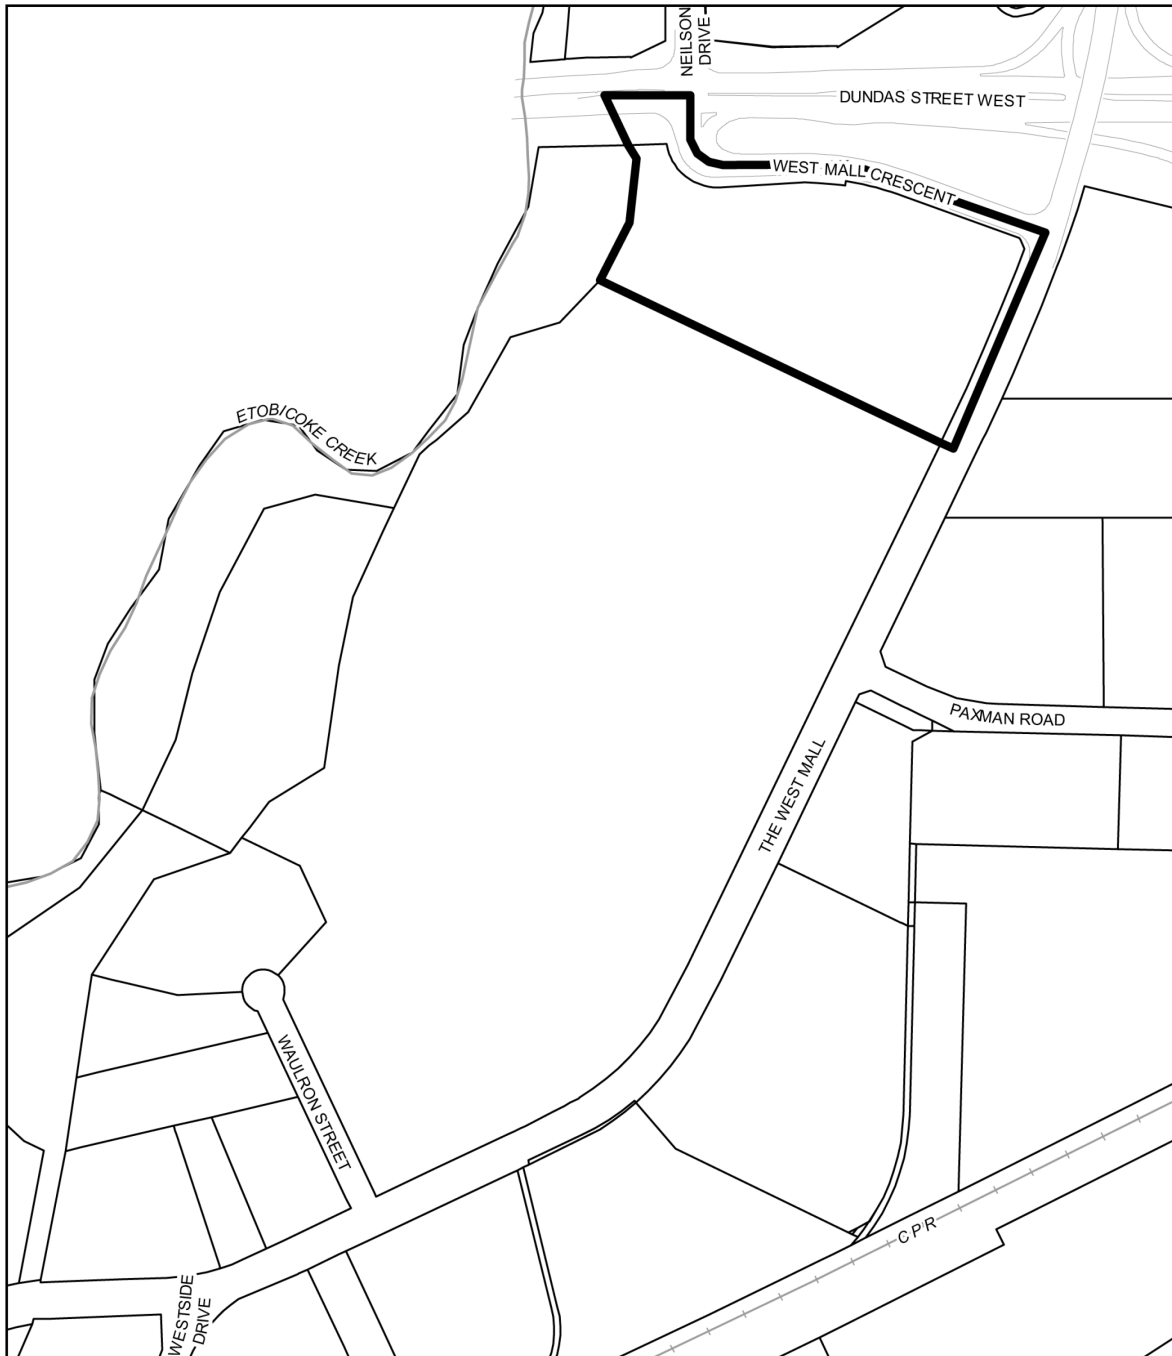 NEILSON
DRIVE
DUNDAS STREET WEST
WEST MALL CRESCENT
ETOBICOKE CREEK
PAXMAN ROAD
THE WEST MALL
WAULRON STREET
CPR
WESTSIDE
DRIVE